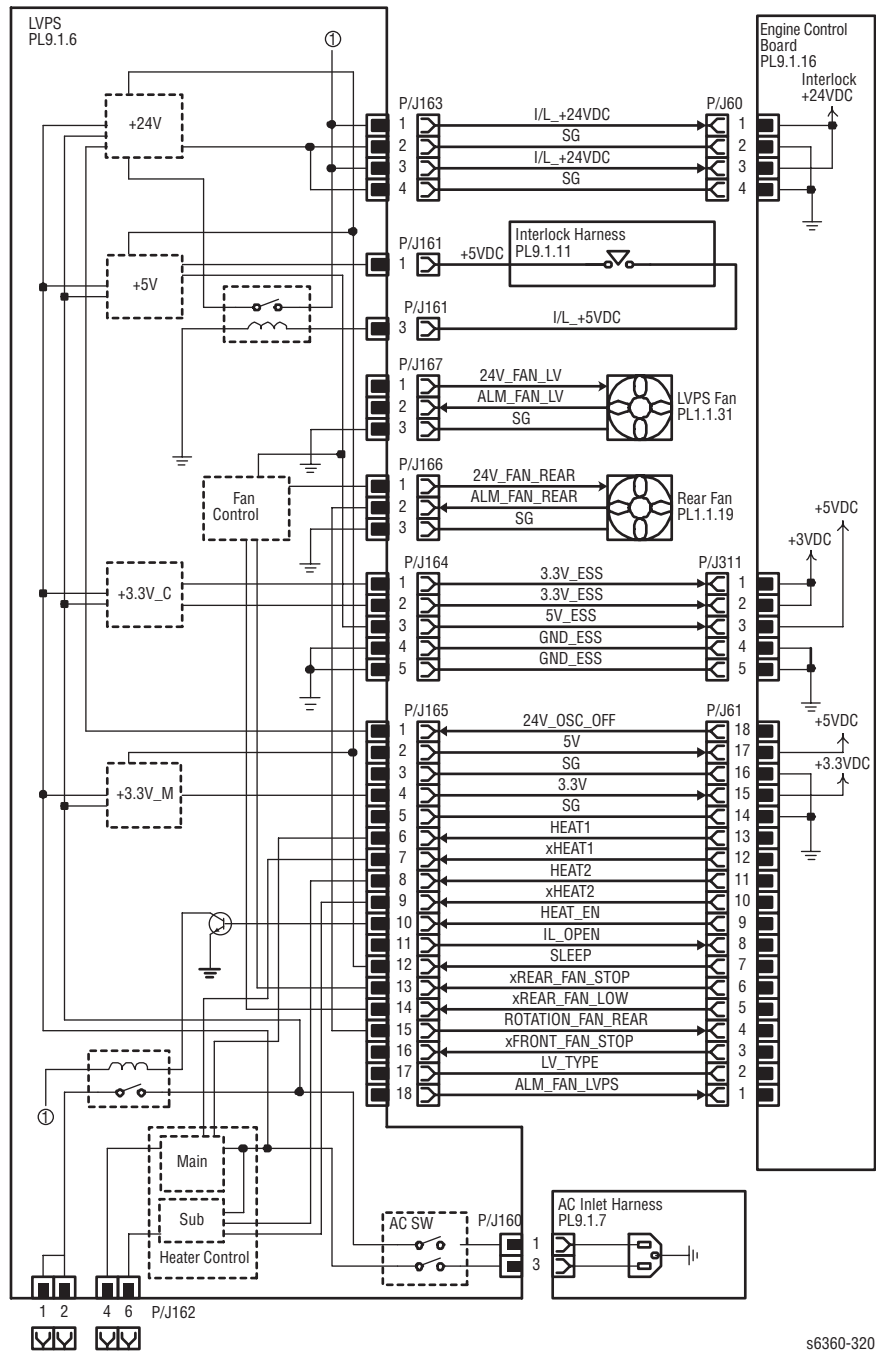 LVPS
PL9.1.6
①
Engine Control
Board
PL9.1.16
Interlock
+24VDC
+24V
P/J163
P/J60
1 I/L_+24VDC 1
2 SG 2
3 I/L_+24VDC 3
4 SG 4
+5V
P/J161
1 +5VDC
Interlock Harness
PL9.1.11
P/J161
3 I/L_+5VDC
P/J167
1 24V_FAN_LV
2 ALM_FAN_LV
3 SG
LVPS Fan
PL1.1.31
Fan
Control
P/J166
1 24V_FAN_REAR
2 ALM_FAN_REAR
3 SG
Rear Fan
PL1.1.19
+5VDC
+3VDC
+3.3V_C
P/J164
P/J311
1 3.3V_ESS 1
2 3.3V_ESS 2
3 5V_ESS 3
4 GND_ESS 4
5 GND_ESS 5
+3.3V_M
P/J165
P/J61
+5VDC
+3.3VDC
1 24V_OSC_OFF 18
2 5V 17
3 SG 16
4 3.3V 15
5 SG 14
6 HEAT1 13
7 xHEAT1 12
8 HEAT2 11
9 xHEAT2 10
10 HEAT_EN 9
11 IL_OPEN 8
12 SLEEP 7
13 xREAR_FAN_STOP 6
14 xREAR_FAN_LOW 5
15 ROTATION_FAN_REAR 4
16 xFRONT_FAN_STOP 3
17 LV_TYPE 2
18 ALM_FAN_LVPS 1
①
Main
Sub
Heater Control
AC SW
P/J160
1
3
AC Inlet Harness
PL9.1.7
1 2 4 6 P/J162
s6360-320